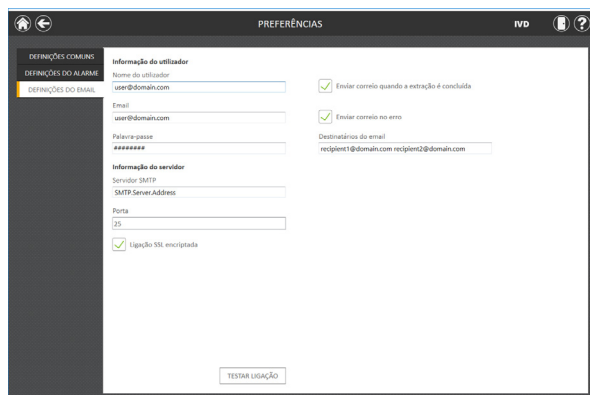 PREFERÊNCIAS
IVD
?
DEFINIÇÕES COMUNS
DEFINIÇÕES DO ALARME
DEFINIÇÕES DO EMAIL
Informação do utilizador
Nome do utilizador
user@domain.com
Enviar correio quando a extração é concluída
Email
user@domain.com
Enviar correio no erro
Palavra-passe
########
Destinatários do email
recipient1@domain.com recipient2@domain.com
Informação do servidor
Servidor SMTP
SMTP.Server.Address
Porta
25
Ligação SSL encriptada
TESTAR LIGAÇÃO